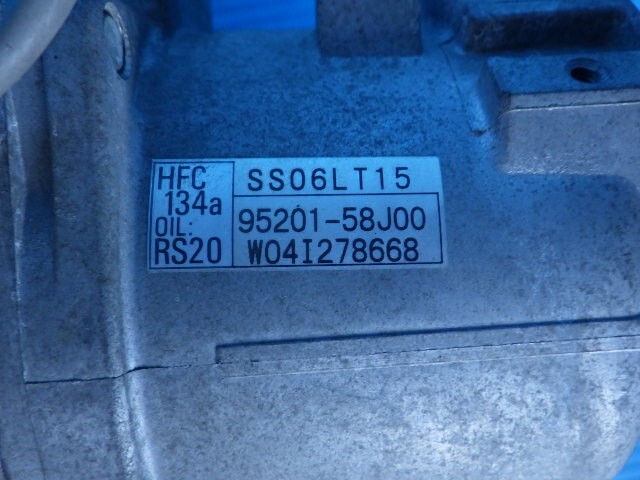 HFC
134a
OIL:
RS20
SS06LT15
95201-58J00
W04I278668